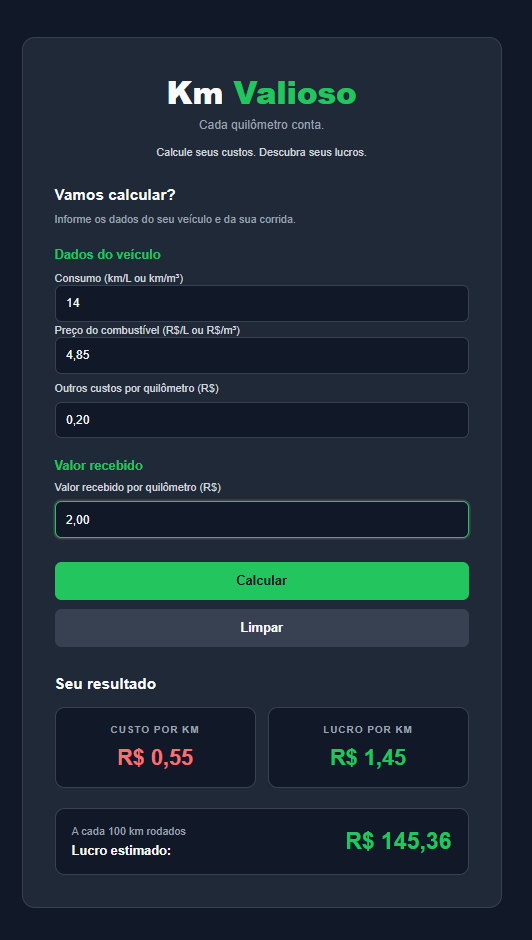 Km Valioso
Cada quilômetro conta.
Calcule seus custos. Descubra seus lucros.
Vamos calcular?
Informe os dados do seu veículo e da sua corrida.
Dados do veículo
Consumo (km/L ou km/m³)
14
Preço do combustível (R$/L ou R$/m³)
4,85
Outros custos por quilômetro (R$)
0,20
Valor recebido
Valor recebido por quilômetro (R$)
2,00
Calcular
Limpar
Seu resultado
CUSTO POR KM
R$ 0,55
LUCRO POR KM
R$ 1,45
A cada 100 km rodados
Lucro estimado:
R$ 145,36